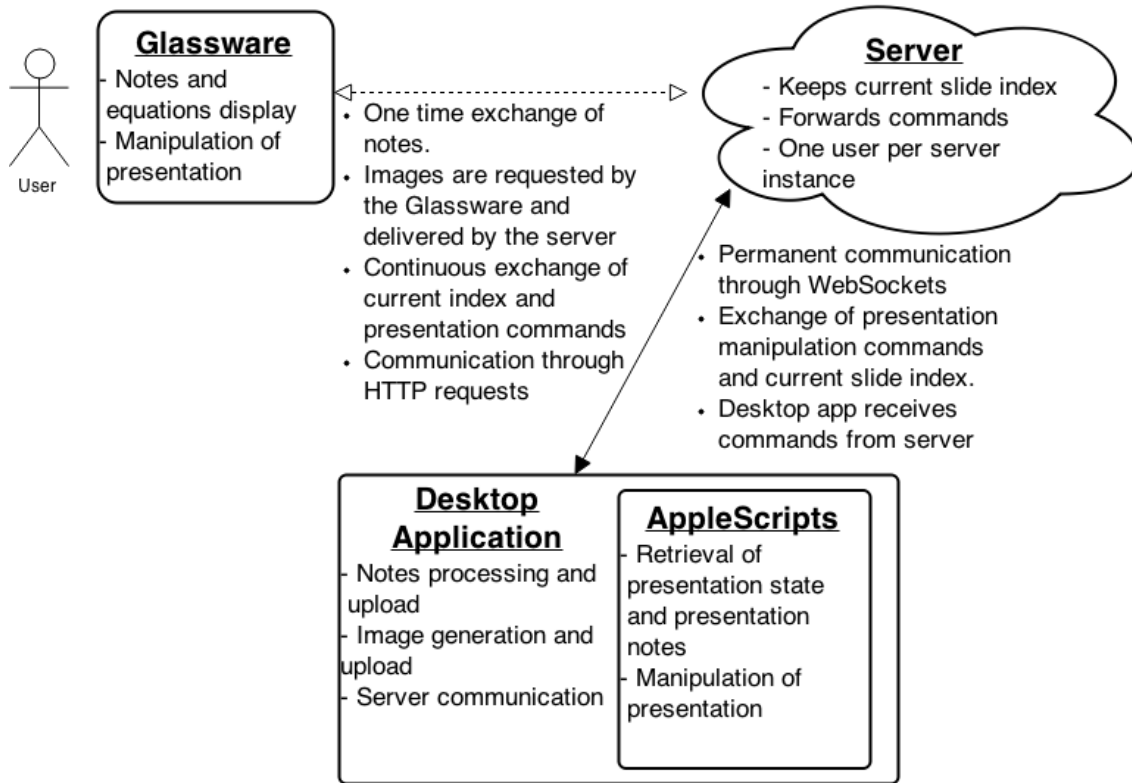 Glassware
- Notes and
equations display
- Manipulation of
presentation
User
Server
- Keeps current slide index
- Forwards commands
- One user per server
instance
• One time exchange of
notes.
• Images are requested by
the Glassware and
delivered by the server
• Continuous exchange of
current index and
presentation commands
• Communication through
HTTP requests
• Permanent communication
through WebSockets
• Exchange of presentation
manipulation commands
and current slide index.
• Desktop app receives
commands from server
Desktop
Application
- Notes processing and
upload
- Image generation and
upload
- Server communication
AppleScripts
- Retrieval of
presentation state
and presentation
notes
- Manipulation of
presentation